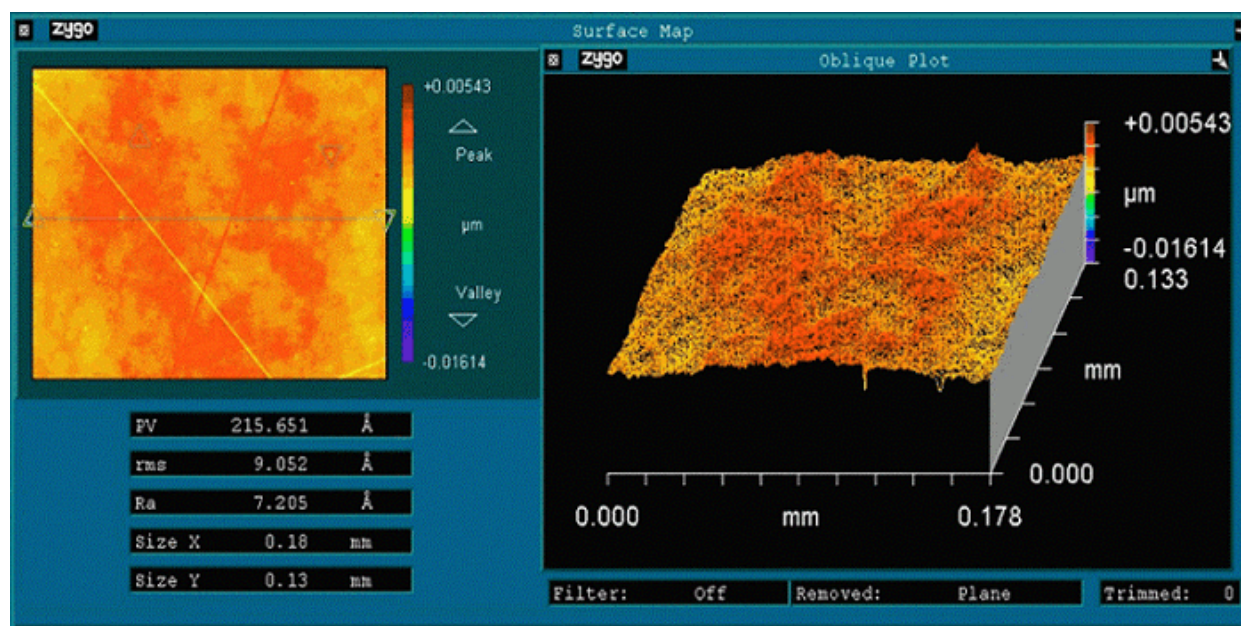 zygo
Surface Map
+0.00543
Peak
µm
Valley
-0.01614
PV 215.651 Å
rms 9.052 Å
Ra 7.205 Å
Size X 0.18 mm
Size Y 0.13 mm
zygo
Oblique Plot
+0.00543
µm
-0.01614
0.133
mm
0.000
0.000 mm 0.178
Filter: Off
Removed: Plane
Trimmed: 0